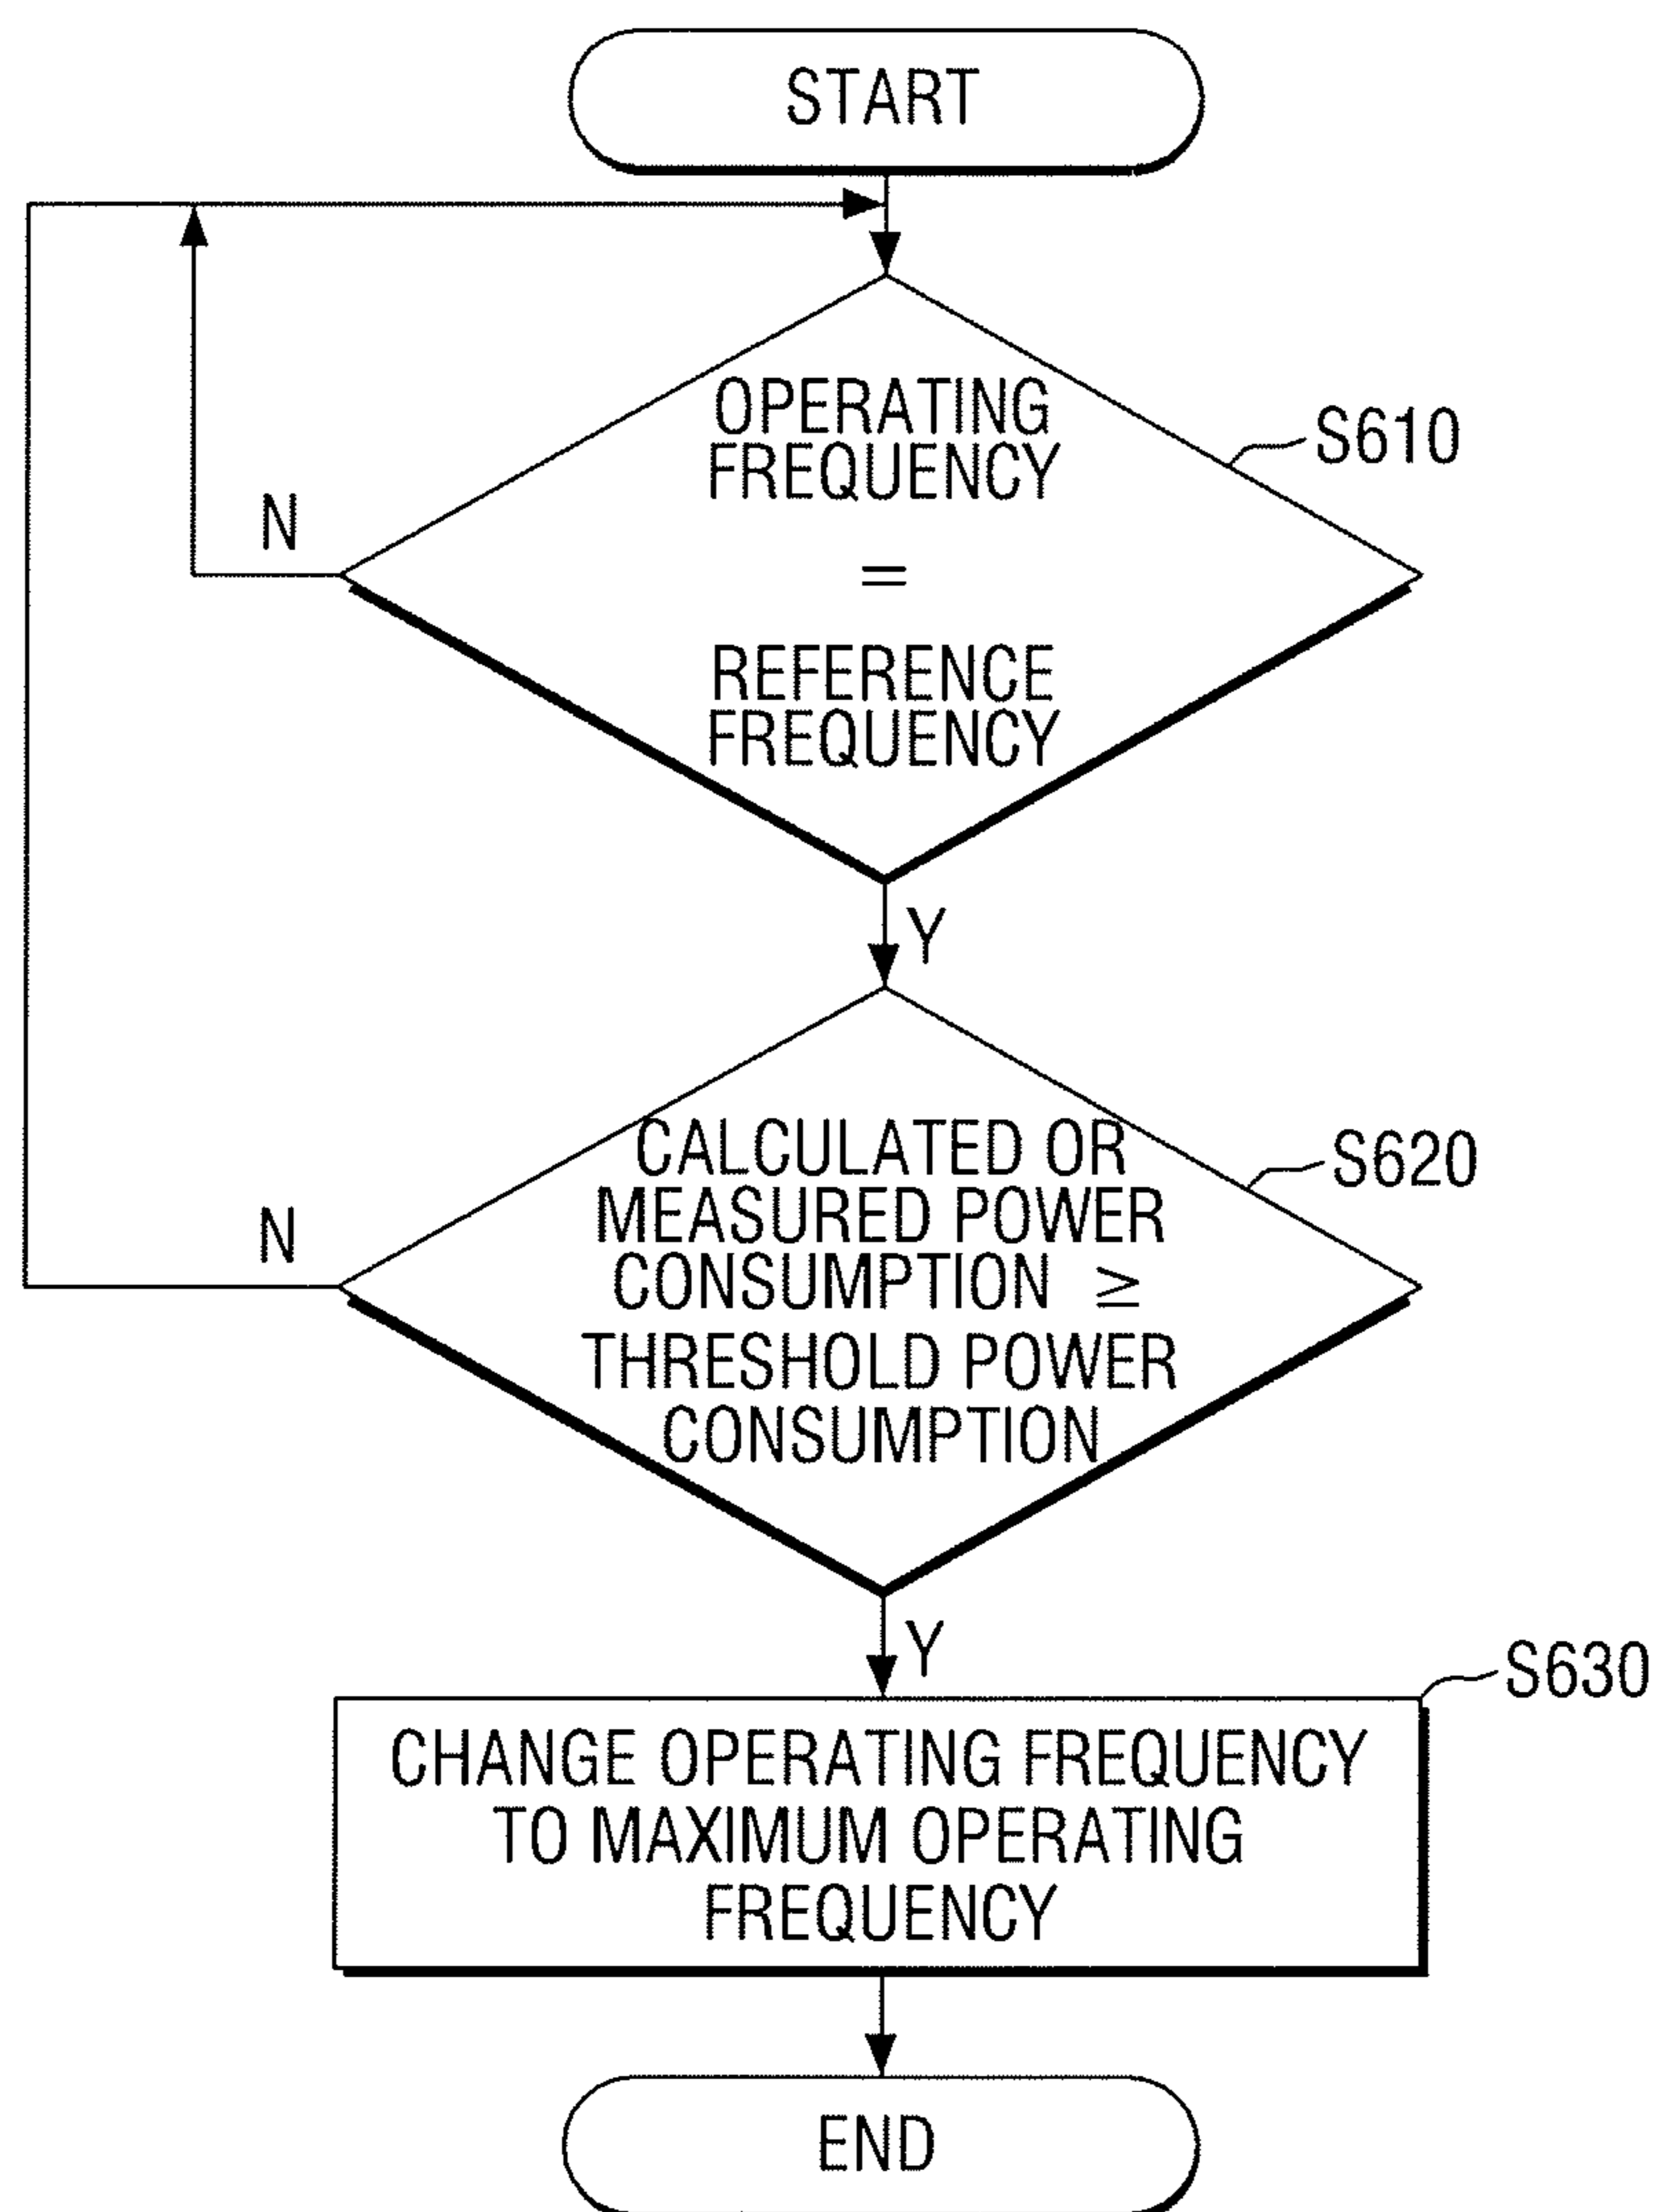 START
OPERATING
FREQUENCY
S610
N
=
REFERENCE
FREQUENCY
Y
CALCULATED OR
S620
MEASURED POWER
N
CONSUMPTION ≥
THRESHOLD POWER
CONSUMPTION
Y
S630
CHANGE OPERATING FREQUENCY
TO MAXIMUM OPERATING
FREQUENCY
END